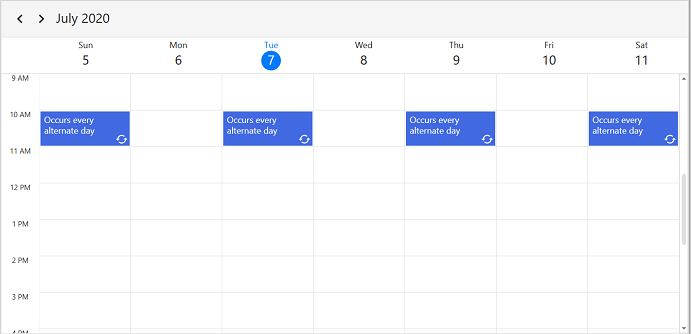 July 2020
Sun Mon Tue Wed Thu Fri Sat
5 6 7 8 9 10 11
9 AM
10 AM
Occurs every
alternate day
Occurs every
alternate day
Occurs every
alternate day
Occurs every
alternate day
11 AM
12 PM
1 PM
2 PM
3 PM
4 PM